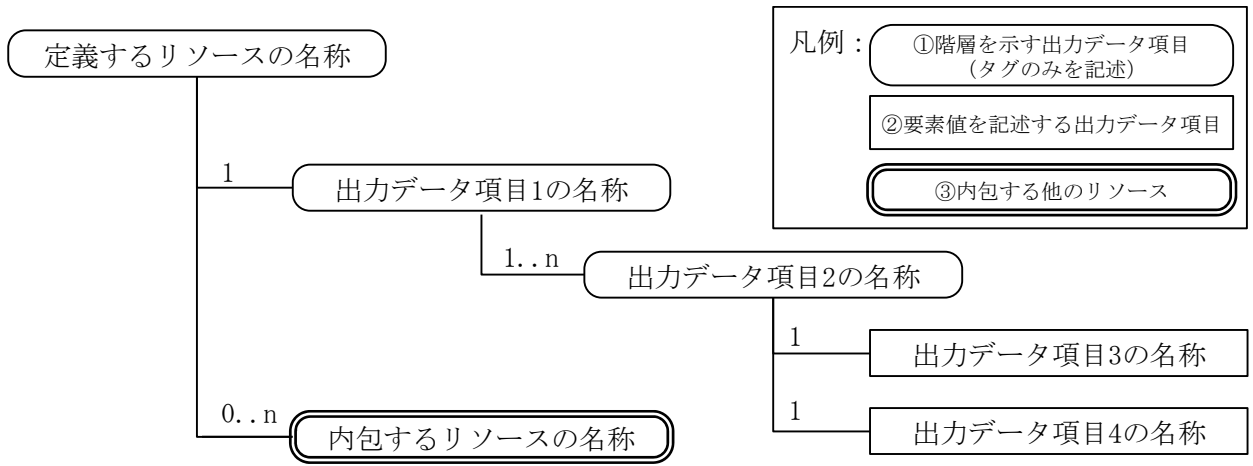 定義するリソースの名称
凡例：
①階層を示す出力データ項目
（タグのみを記述）
②要素値を記述する出力データ項目
③内包する他のリソース
1
出力データ項目1の名称
1..n
出力データ項目2の名称
1
出力データ項目3の名称
1
出力データ項目4の名称
0..n
内包するリソースの名称